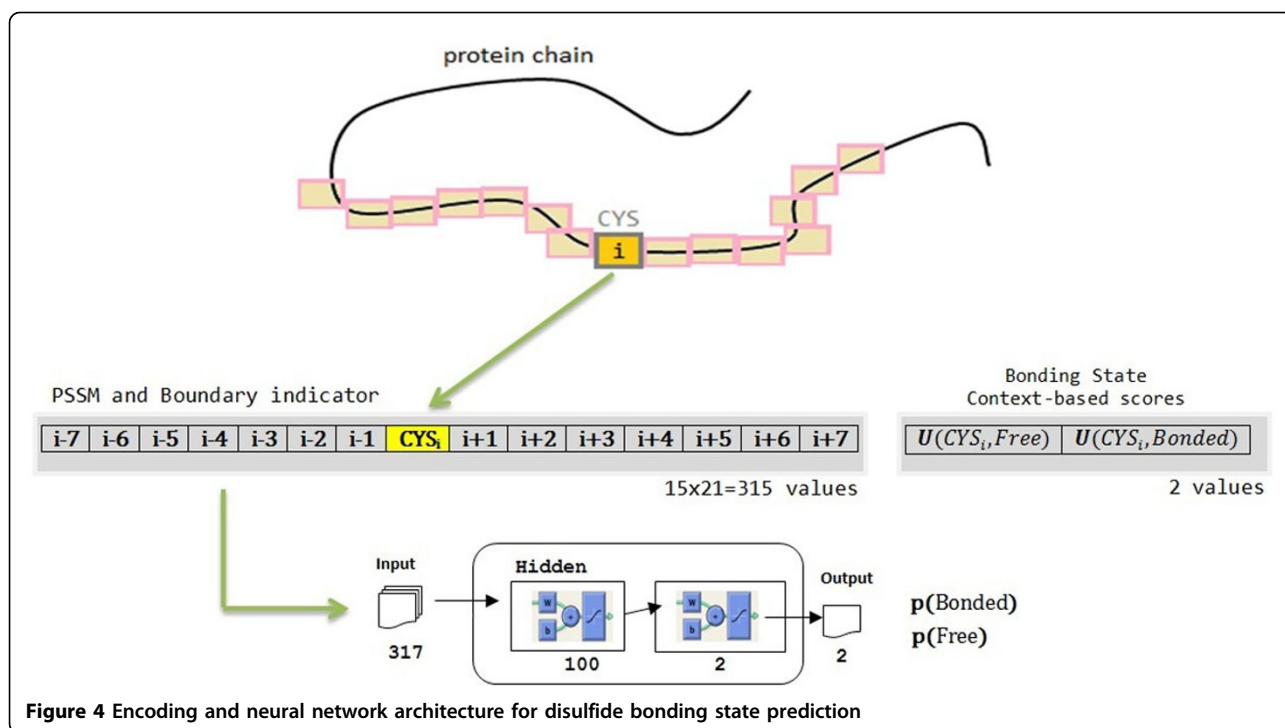 protein chain
CYS
i
PSSM and Boundary indicator
Bonding State
Context-based scores
i-7 i-6 i-5 i-4 i-3 i-2 i-1 CYSi i+1 i+2 i+3 i+4 i+5 i+6 i+7
U(CYSi,Free) U(CYSi,Bonded)
15x21=315 values
2 values
Input
317
Hidden
W
b
+
100
W
b
+
2
Output
2
p(Bonded)
p(Free)
Figure 4 Encoding and neural network architecture for disulfide bonding state prediction